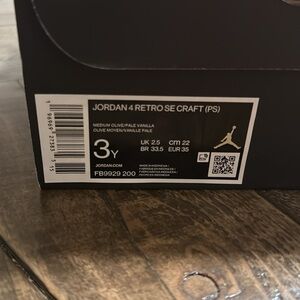 JORDAN 4 RETRO SE CRAFT (PS)
MEDIUM OLIVE/PALE VANILLA
OLIVE MOYEN/VANILLE PALE
3Y
UK 2.5 cm 22
BR 33.5 EUR 35
JORDAN.COM
FB9929 200